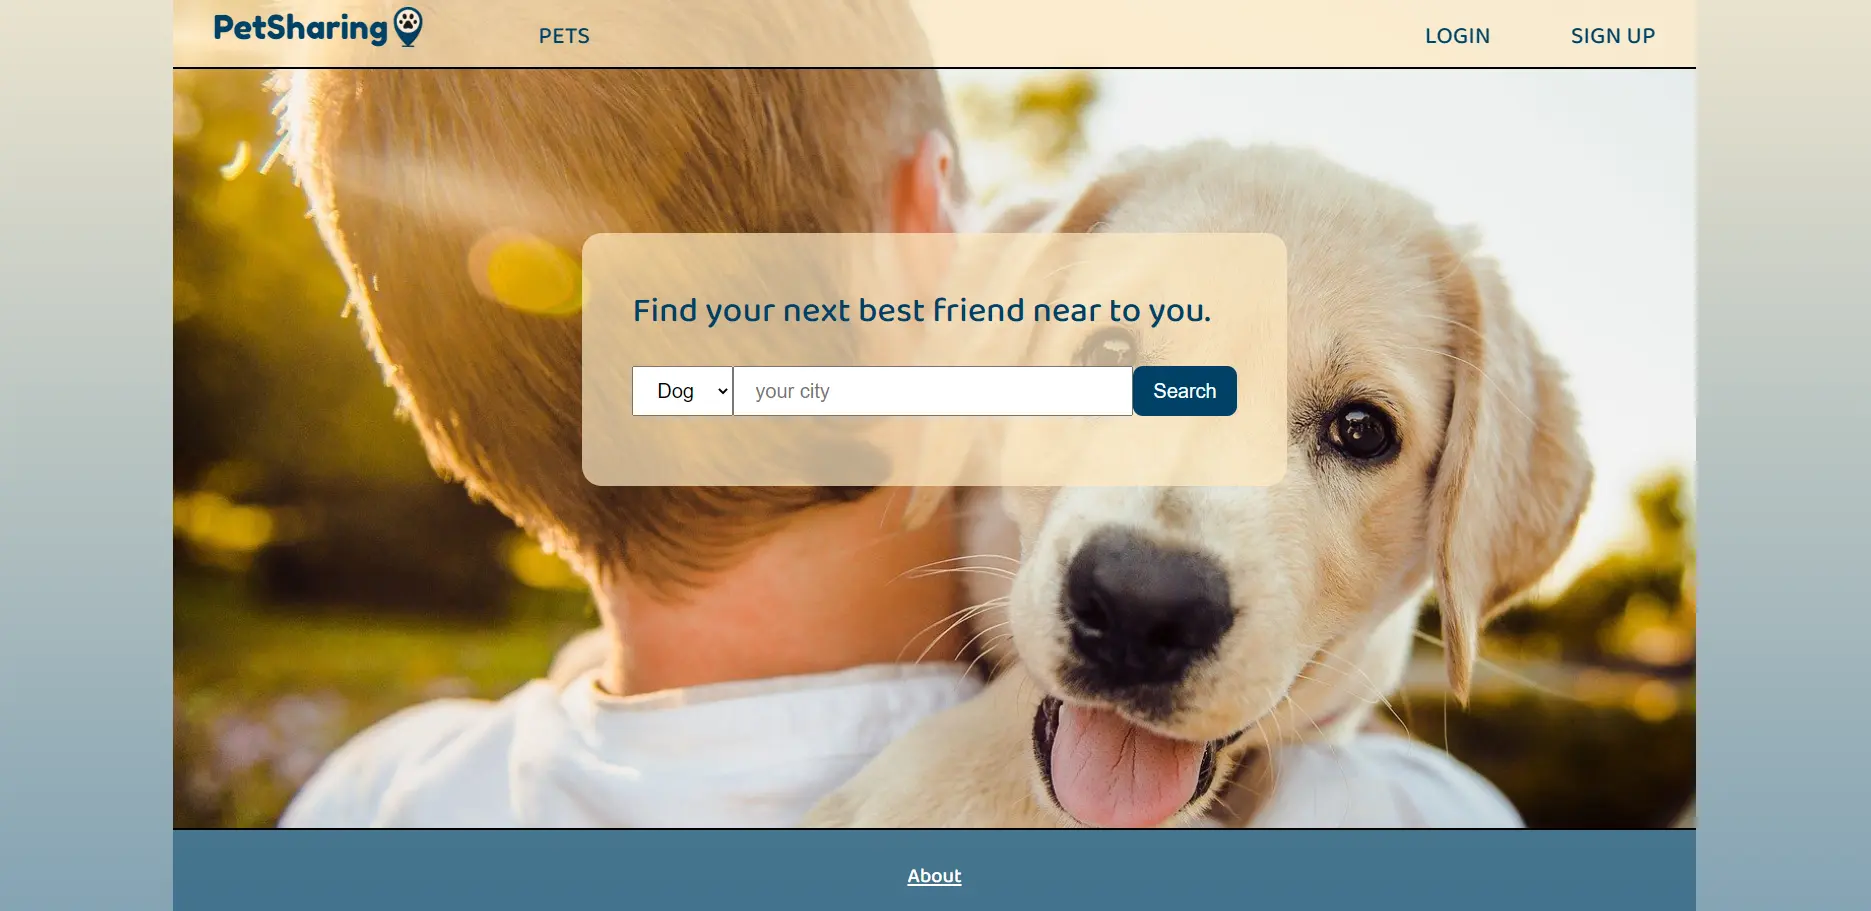 PetSharing
PETS
LOGIN
SIGN UP
Find your next best friend near to you.
Dog
your city
Search
About